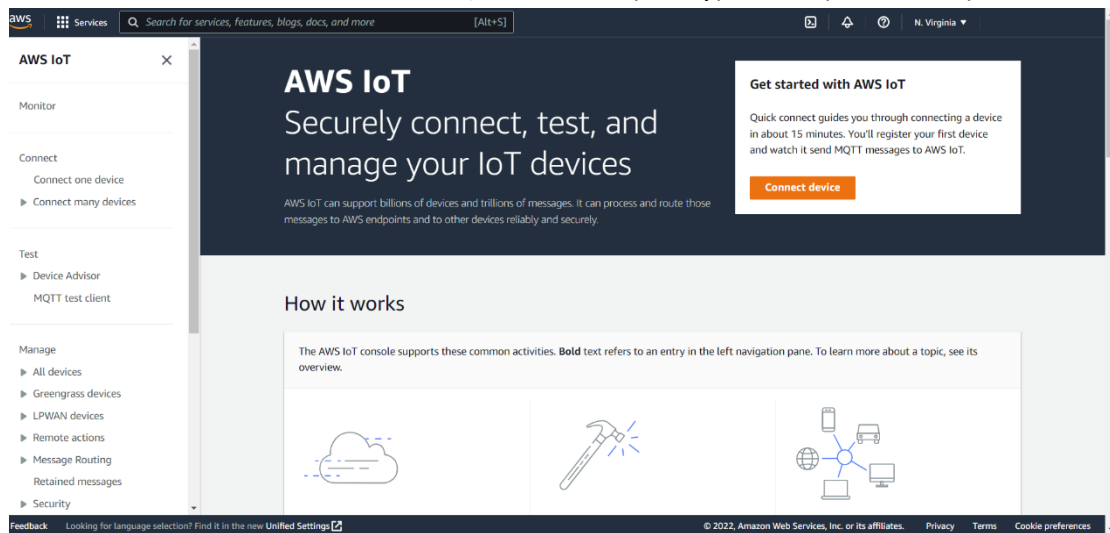 aws
Services
Search for services, features, blogs, docs, and more
[Alt+S]
N. Virginia
AWS IoT
Monitor
Connect
Connect one device
Connect many devices
Test
Device Advisor
MQTT test client
Manage
All devices
Greengrass devices
LPWAN devices
Remote actions
Message Routing
Retained messages
Security
AWS IoT
Securely connect, test, and
manage your IoT devices
AWS IoT can support billions of devices and trillions of messages. It can process and route those
messages to AWS endpoints and to other devices reliably and securely.
Get started with AWS IoT
Quick connect guides you through connecting a device
in about 15 minutes. You'll register your first device
and watch it send MQTT messages to AWS IoT.
Connect device
How it works
The AWS IoT console supports these common activities. Bold text refers to an entry in the left navigation pane. To learn more about a topic, see its
overview.
Feedback
Looking for language selection? Find it in the new Unified Settings
© 2022, Amazon Web Services, Inc. or its affiliates.
Privacy
Terms
Cookie preferences